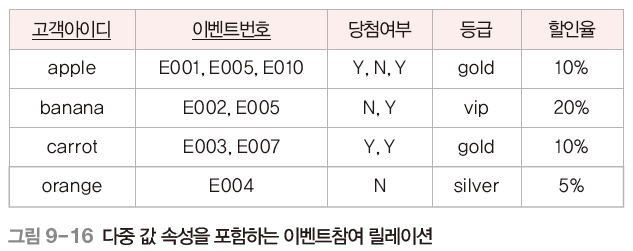 고객아이디 이벤트번호 당첨여부 등급 할인율
apple E001, E005, E010 Y, N, Y gold 10%
banana E002, E005 N, Y vip 20%
carrot E003, E007 Y, Y gold 10%
orange E004 N silver 5%
그림 9-16 다중 값 속성을 포함하는 이벤트참여 릴레이션